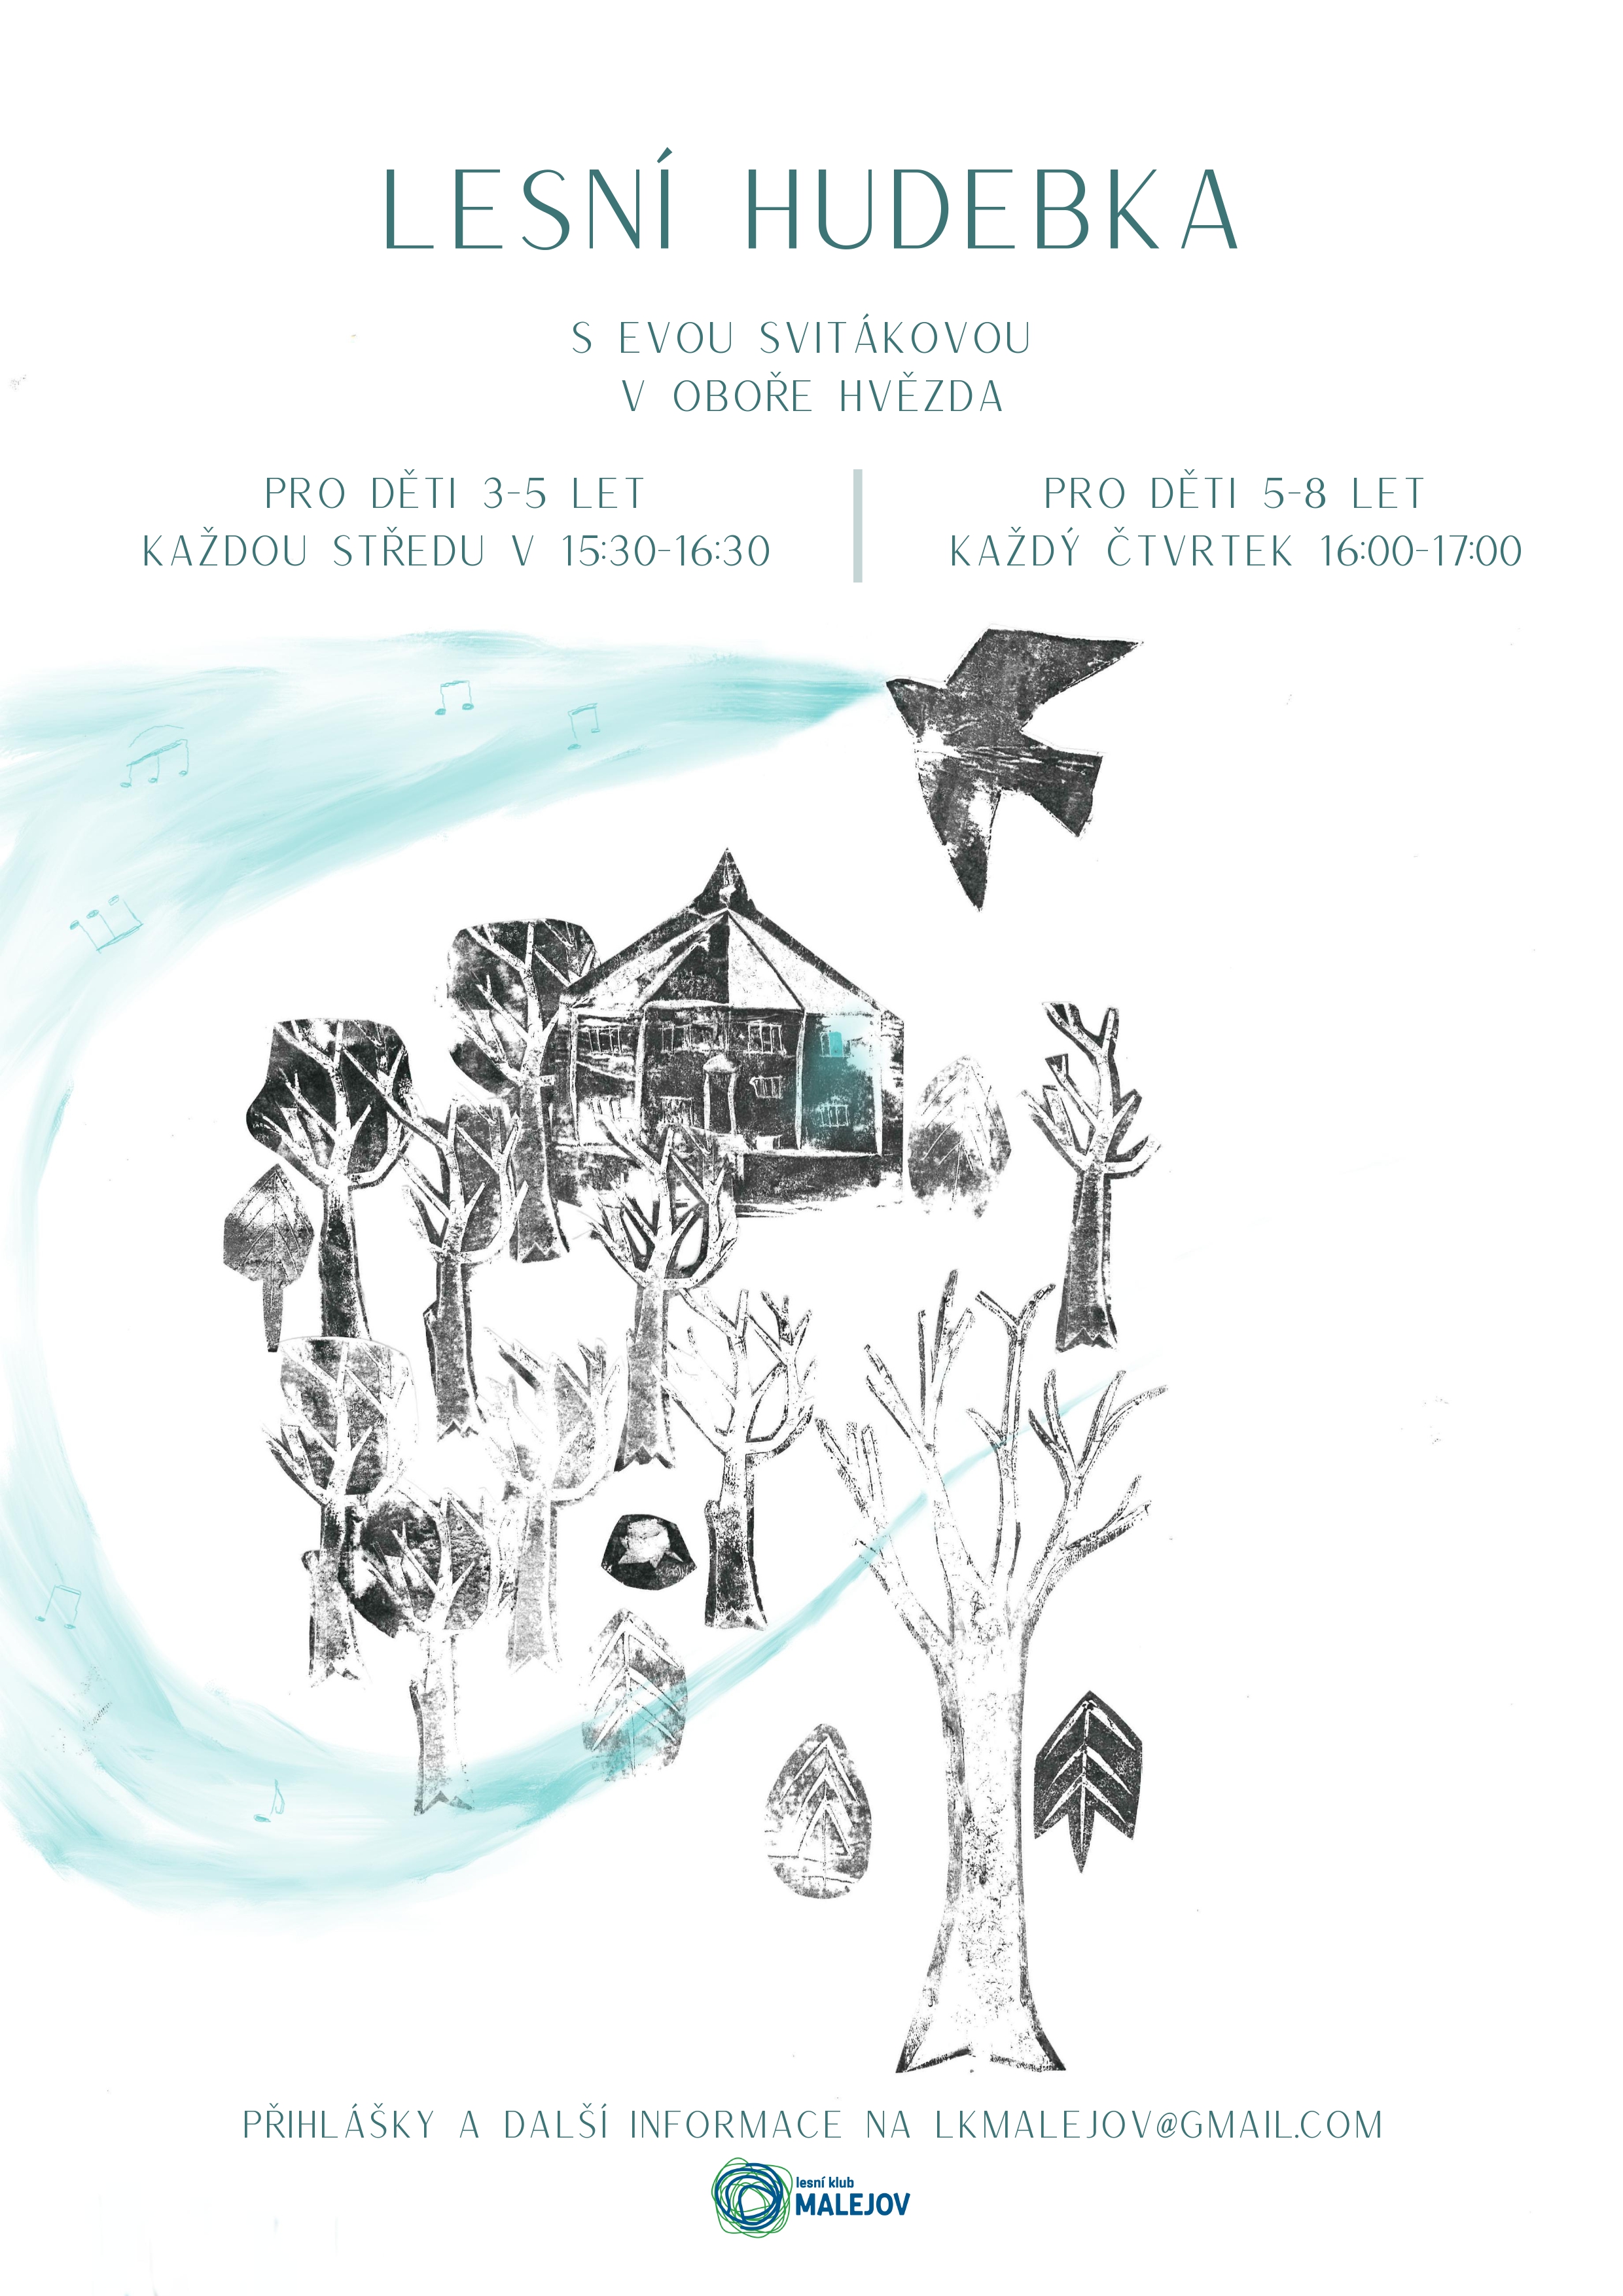 LESNÍ HUDEBKA
S EVOU SVITÁKOVOU
V OBOŘE HVĚZDA
PRO DĚTI 3-5 LET
KAŽDOU STŘEDU V 15:30-16:30
PRO DĚTI 5-8 LET
KAŽDÝ ČTVRTEK 16:00-17:00
PŘIHLÁŠKY A DALŠÍ INFORMACE NA LKMALEJOV@GMAIL.COM
lesní klub
MALEJOV